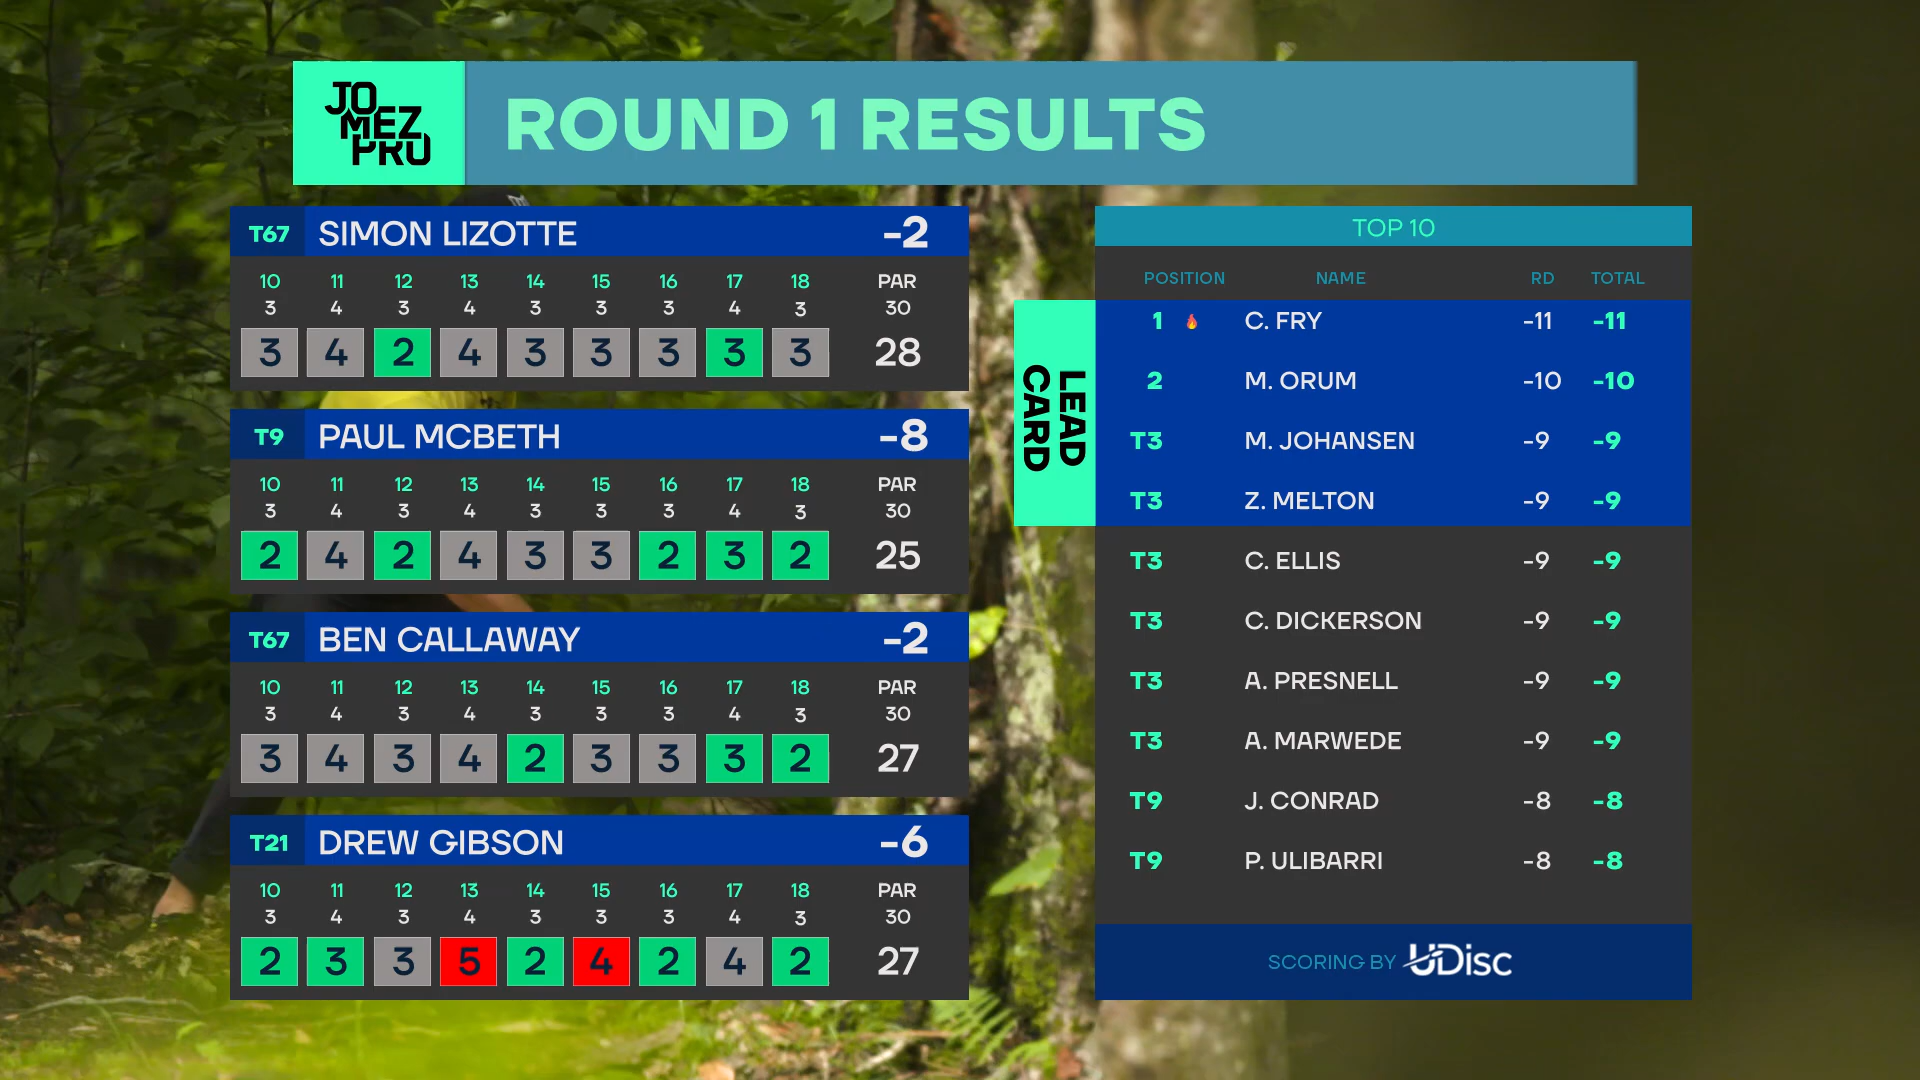 JO
MEZ
PRO
ROUND 1 RESULTS
T67 SIMON LIZOTTE -2
10 11 12 13 14 15 16 17 18 PAR
3 4 3 4 3 3 3 4 3 30
3 4 2 4 3 3 3 3 3 28
T9 PAUL MCBETH -8
10 11 12 13 14 15 16 17 18 PAR
3 4 3 4 3 3 3 4 3 30
2 4 2 4 3 3 2 3 2 25
T67 BEN CALLAWAY -2
10 11 12 13 14 15 16 17 18 PAR
3 4 3 4 3 3 3 4 3 30
3 4 3 4 2 3 3 3 2 27
T21 DREW GIBSON -6
10 11 12 13 14 15 16 17 18 PAR
3 4 3 4 3 3 3 4 3 30
2 3 3 5 2 4 2 4 2 27
TOP 10
POSITION NAME RD TOTAL
LEAD
CARD
1 C. FRY -11 -11
2 M. ORUM -10 -10
T3 M. JOHANSEN -9 -9
T3 Z. MELTON -9 -9
T3 C. ELLIS -9 -9
T3 C. DICKERSON -9 -9
T3 A. PRESNELL -9 -9
T3 A. MARWEDE -9 -9
T9 J. CONRAD -8 -8
T9 P. ULIBARRI -8 -8
SCORING BY UDisc